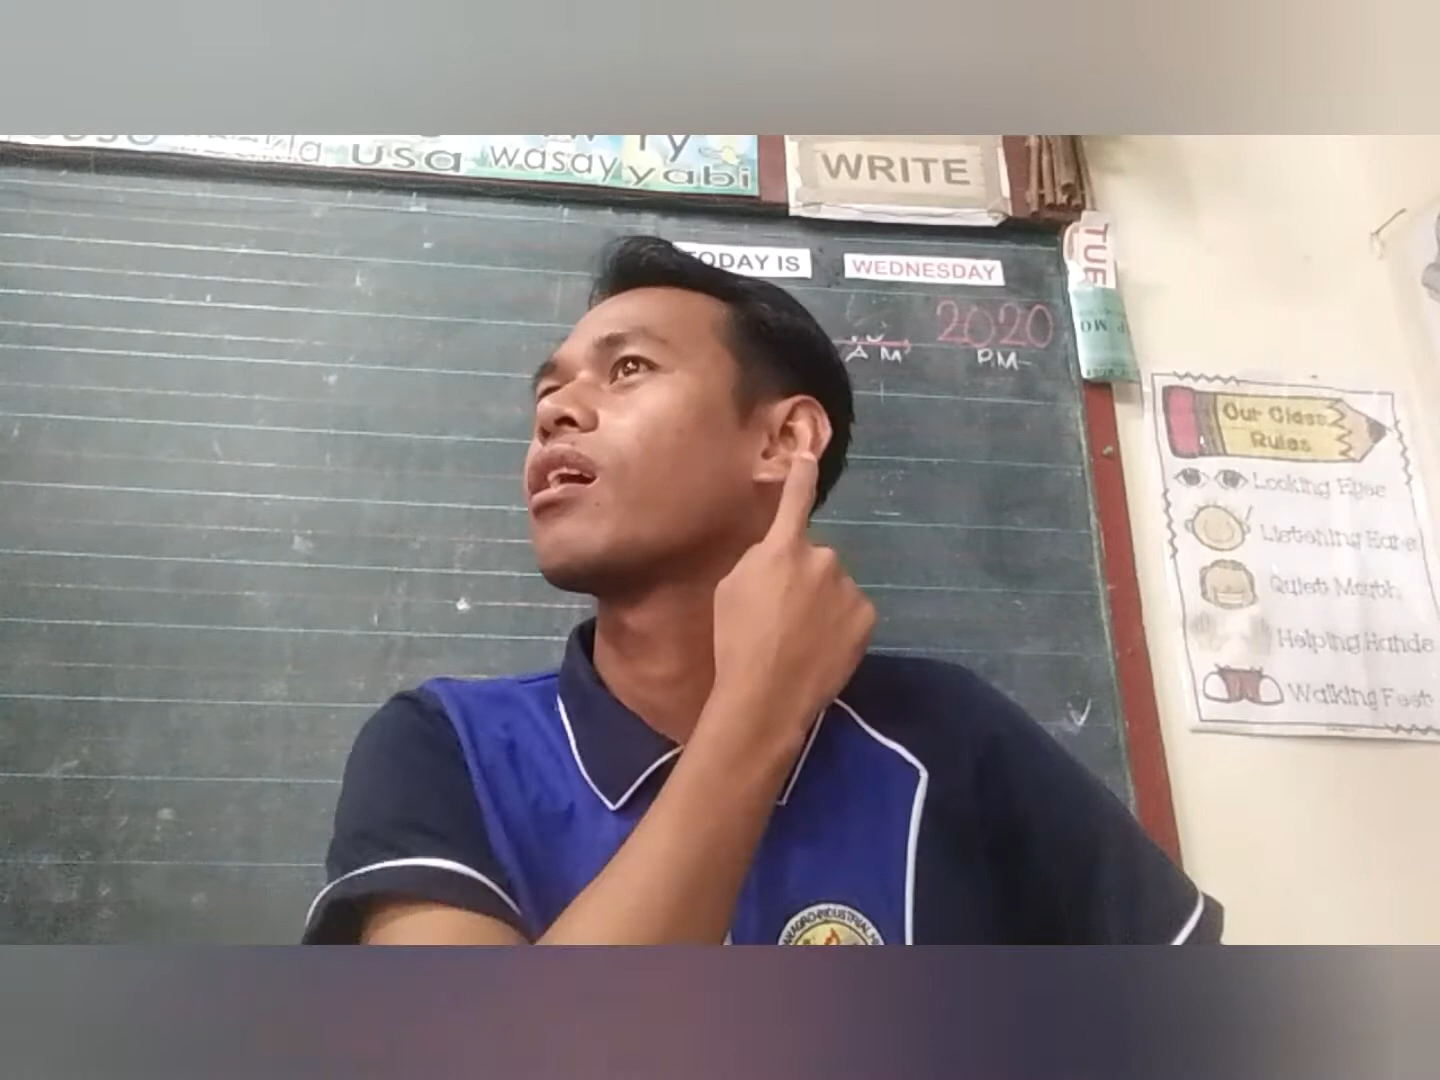 usa wasay yabi
WRITE
TODAY IS WEDNESDAY
TUE
2020
AM PM
Our Class
Rules
Looking Eyes
Listening Ears
Quiet Mouth
Helping Hands
Walking Feet